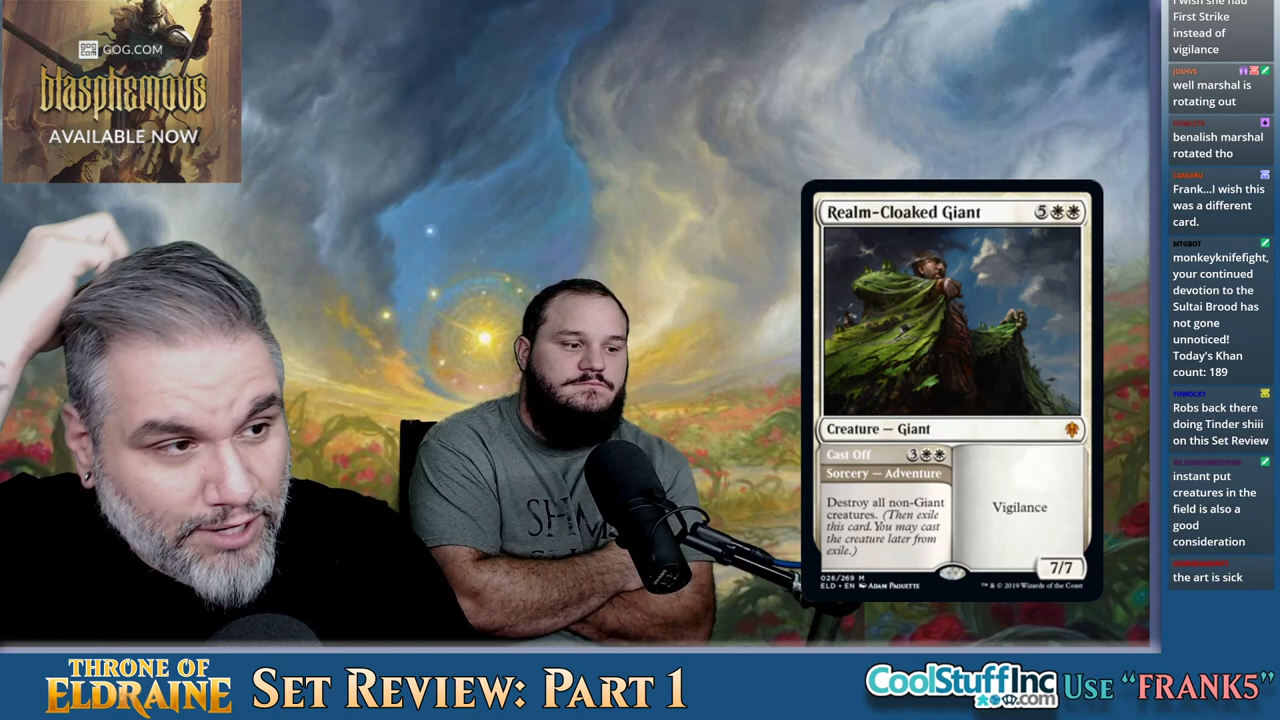 GOG.COM
blasphemous
AVAILABLE NOW
Realm-Cloaked Giant 5
Creature — Giant
Cast Off 3
Sorcery — Adventure
Destroy all non-Giant
creatures. (Then exile
this card. You may cast
the creature later from
exile.)
Vigilance
7/7
026/269 M
ELD • EN ADAM PAQUETTE
™ & © 2019 Wizards of the Coast
I wish she had
First Strike
instead of
vigilance
well marshal is
rotating out
benalish marshal
rotated tho
Frank...I wish this
was a different
card.
MTGBOT
monkeyknifefight,
your continued
devotion to the
Sultai Brood has
not gone
unnoticed!
Today's Khan
count: 189
THWOCK1
Robs back there
doing Tinder shiii
on this Set Review
instant put
creatures in the
field is also a
good
consideration
the art is sick
THRONE OF
ELDRAINE
SET REVIEW: PART 1
CoolStuffInc
.com
USE "FRANK5"